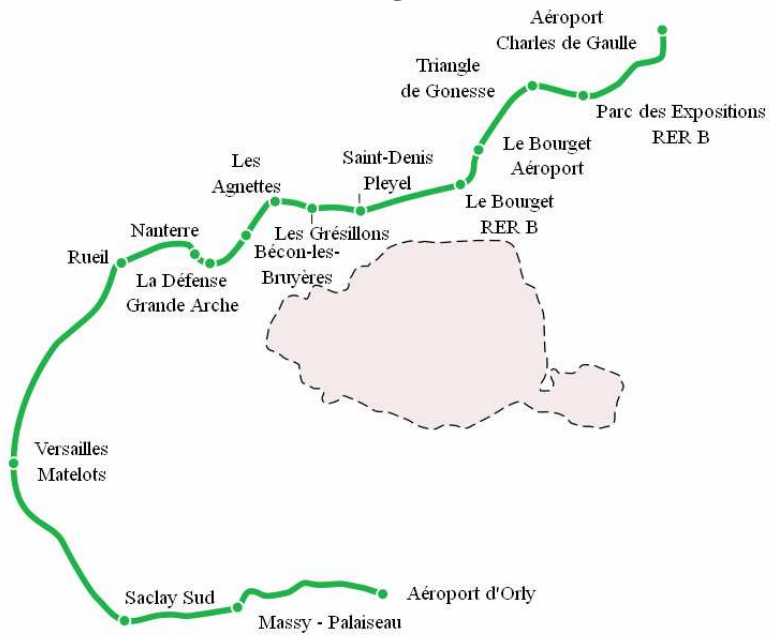 Aéroport
Charles de Gaulle
Triangle
de Gonesse
Parc des Expositions
RER B
Le Bourget
Aéroport
Saint-Denis
Pleyel
Les
Agnettes
Le Bourget
RER B
Les Grésillons
Bécon-les-
Bruyères
Nanterre
Rueil
La Défense
Grande Arche
Versailles
Matelots
Saclay Sud
Aéroport d'Orly
Massy - Palaiseau